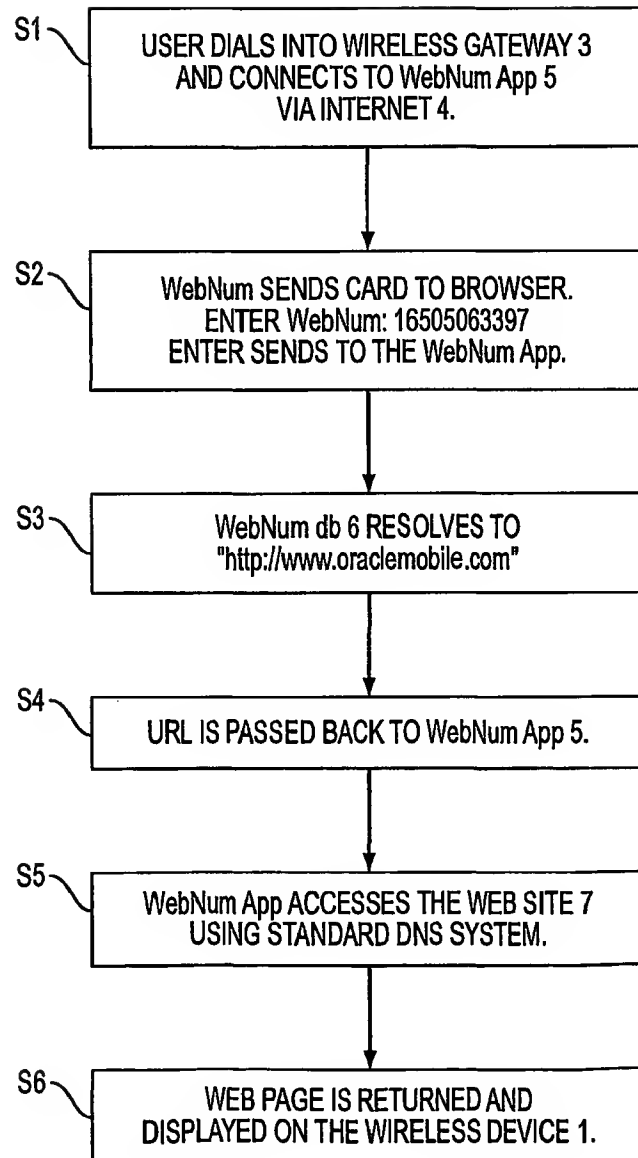 S1
USER DIALS INTO WIRELESS GATEWAY 3
AND CONNECTS TO WebNum App 5
VIA INTERNET 4.
S2
WebNum SENDS CARD TO BROWSER.
ENTER WebNum: 16505063397
ENTER SENDS TO THE WebNum App.
S3
WebNum db 6 RESOLVES TO
"http://www.oraclemobile.com"
S4
URL IS PASSED BACK TO WebNum App 5.
S5
WebNum App ACCESSES THE WEB SITE 7
USING STANDARD DNS SYSTEM.
S6
WEB PAGE IS RETURNED AND
DISPLAYED ON THE WIRELESS DEVICE 1.